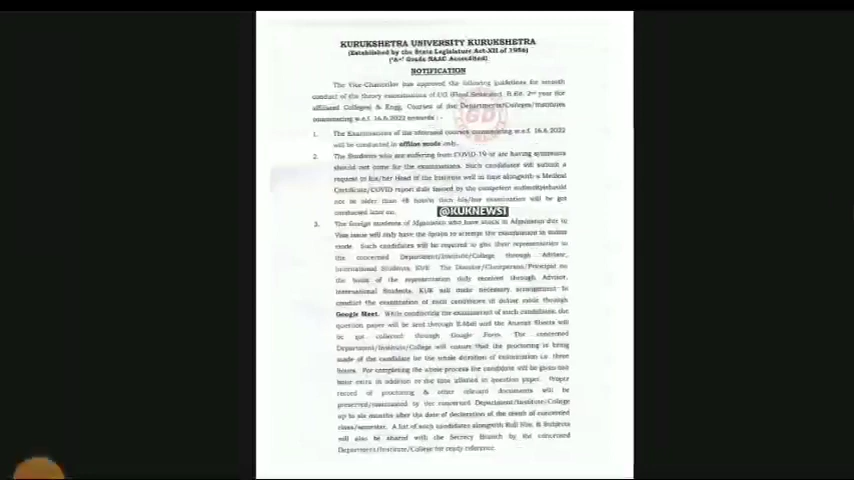 KURUKSHETRA UNIVERSITY KURUKSHETRA
(Established by the State Legislature Act-XII of 1956)
('A+' Grade NAAC Accredited)
NOTIFICATION
The Vice-Chancellor has approved the following guidelines for smooth
conduct of the theory examinations of UG (Final Semester), B.Ed. 2nd year (for
affiliated Colleges) & Engg. Courses of the Departments/Colleges/Institutes
commencing w.e.f. 16.6.2022 onwards :-
GD
1. The Examinations of the aforesaid courses commencing w.e.f. 16.6.2022
will be conducted in offline mode only.
2. The Students who are suffering from COVID-19 or are having symptoms
should not come for the examinations. Such candidates will submit a
request to his/her Head of the Institute well in time alongwith a Medical
Certificate/COVID report duly issued by the competent authority(should
not be older than 48 hours) then his/her examination will be got
conducted later on.
@KUKNEWS1
3. The foreign students of Afganistan who have stuck in Afganistan due to
Visa issue will only have the option to attempt the examination in online
mode. Such candidates will be required to give their representation to
the concerned Department/Institute/College through Advisor,
International Students, KUK. The Director/Chairperson/Principal on
the basis of the representation duly received through Advisor,
International Students, KUK will make necessary arrangement to
conduct the examination of such candidates in online mode through
Google Meet. While conducting the examination of such candidates, the
question paper will be sent through E-Mail and the Answer Sheets will
be got collected through Google Form. The concerned
Department/Institute/College will ensure that the proctoring is being
made of the candidate for the whole duration of examination i.e. three
hours. For completing the whole process the candidate will be given one
hour extra in addition to the time allotted in question paper. Proper
record of proctoring & other relevant documents will be
preserved/maintained by the concerned Department/Institute/College
up to six months after the date of declaration of the result of concerned
class/semester. A list of such candidates alongwith Roll Nos. & Subjects
will also be shared with the Secrecy Branch by the concerned
Department/Institute/College for ready reference.